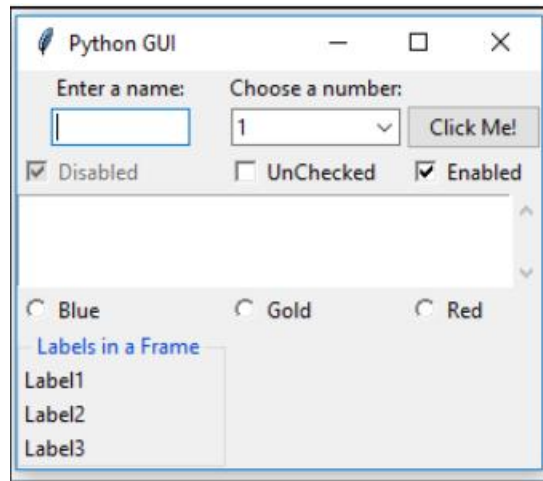 Python GUI
Enter a name: Choose a number:
1 Click Me!
Disabled UnChecked Enabled
Blue Gold Red
Labels in a Frame
Label1
Label2
Label3